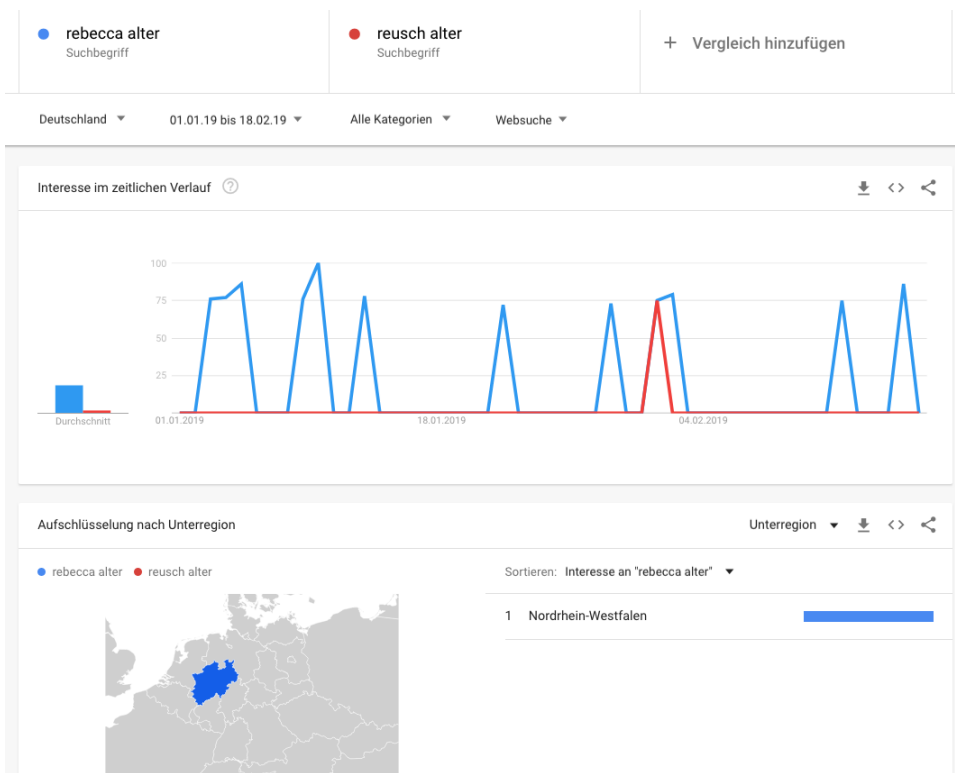 rebecca alter
Suchbegriff
reusch alter
Suchbegriff
+ Vergleich hinzufügen
Deutschland
01.01.19 bis 18.02.19
Alle Kategorien
Websuche
Interesse im zeitlichen Verlauf ?
100
75
50
25
Durchschnitt
01.01.2019
18.01.2019
04.02.2019
Aufschlüsselung nach Unterregion
Unterregion
rebecca alter
reusch alter
Sortieren: Interesse an "rebecca alter"
1 Nordrhein-Westfalen